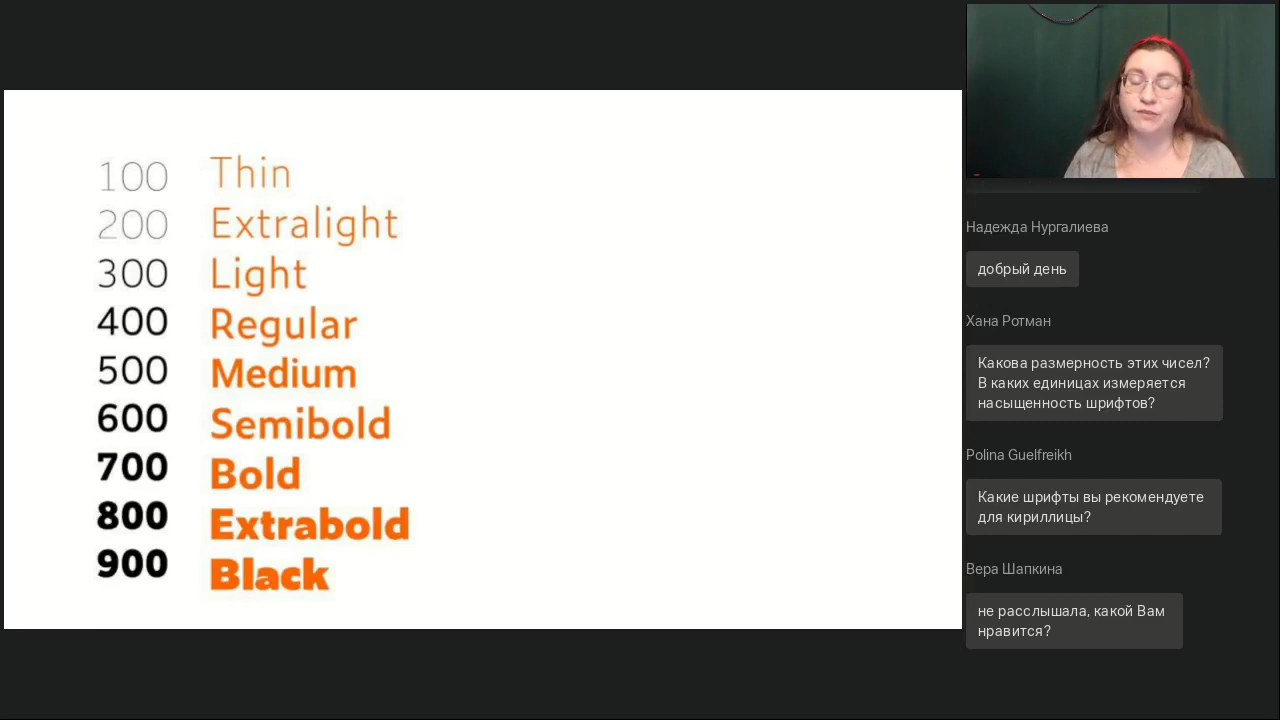 100 Thin
200 Extralight
300 Light
400 Regular
500 Medium
600 Semibold
700 Bold
800 Extrabold
900 Black
Надежда Нургалиева
добрый день
Хана Ротман
Какова размерность этих чисел?
В каких единицах измеряется
насыщенность шрифтов?
Polina Guelfreikh
Какие шрифты вы рекомендуете
для кириллицы?
Вера Шапкина
не расслышала, какой Вам
нравится?